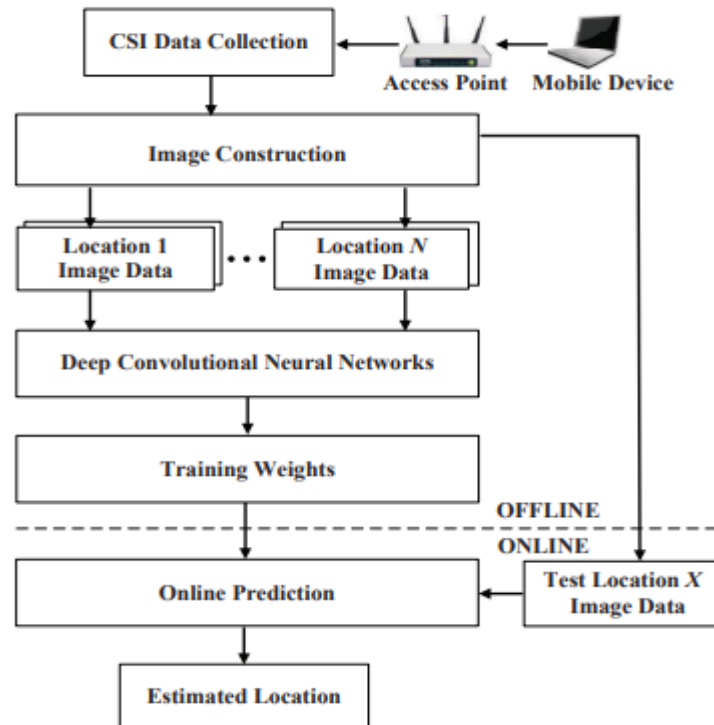 CSI Data Collection
Access Point
Mobile Device
Image Construction
Location 1
Image Data
Location N
Image Data
Deep Convolutional Neural Networks
Training Weights
OFFLINE
ONLINE
Online Prediction
Test Location X
Image Data
Estimated Location